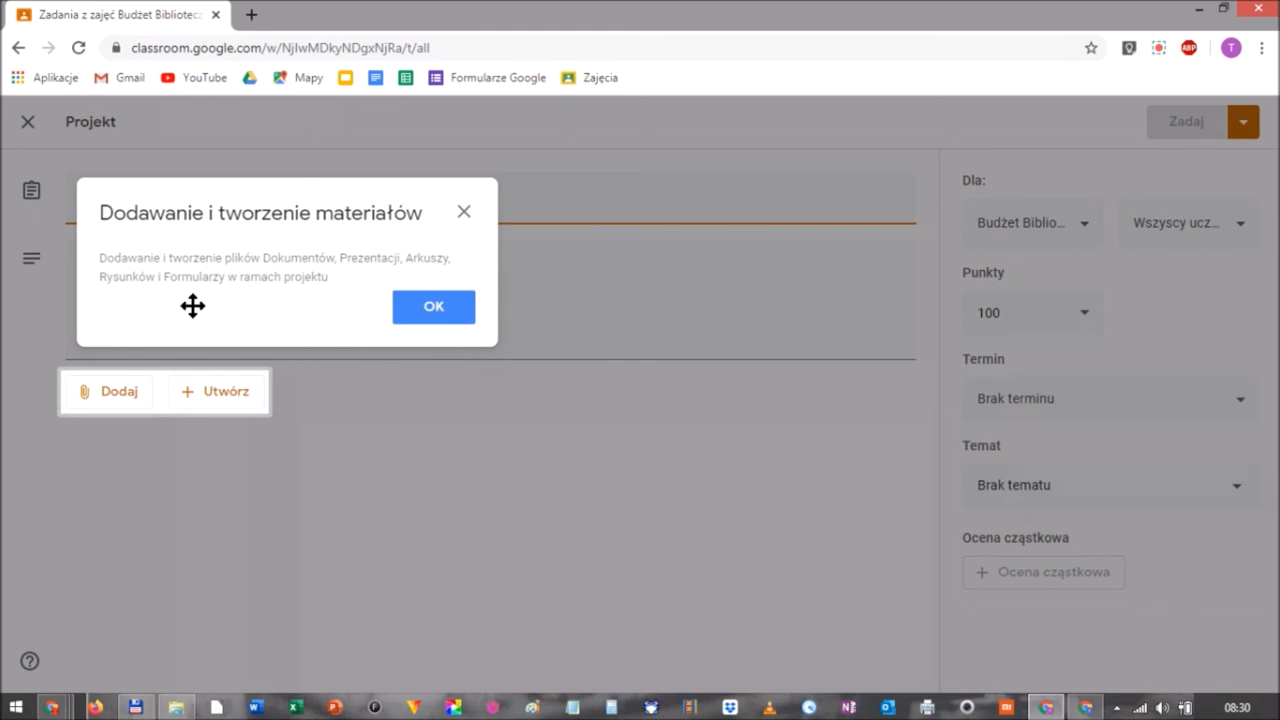 Zadania z zajęć Budżet Bibliotecz
classroom.google.com/w/NjIwMDkyNDgxNjRa/t/all
ABP
T
Aplikacje
Gmail
YouTube
Mapy
Formularze Google
Zajęcia
Projekt
Zadaj
Dodawanie i tworzenie materiałów
Dodawanie i tworzenie plików Dokumentów, Prezentacji, Arkuszy,
Rysunków i Formularzy w ramach projektu
OK
Dodaj
Utwórz
Dla:
Budżet Biblio...
Wszyscy ucz...
Punkty
100
Termin
Brak terminu
Temat
Brak tematu
Ocena cząstkowa
Ocena cząstkowa
08:30